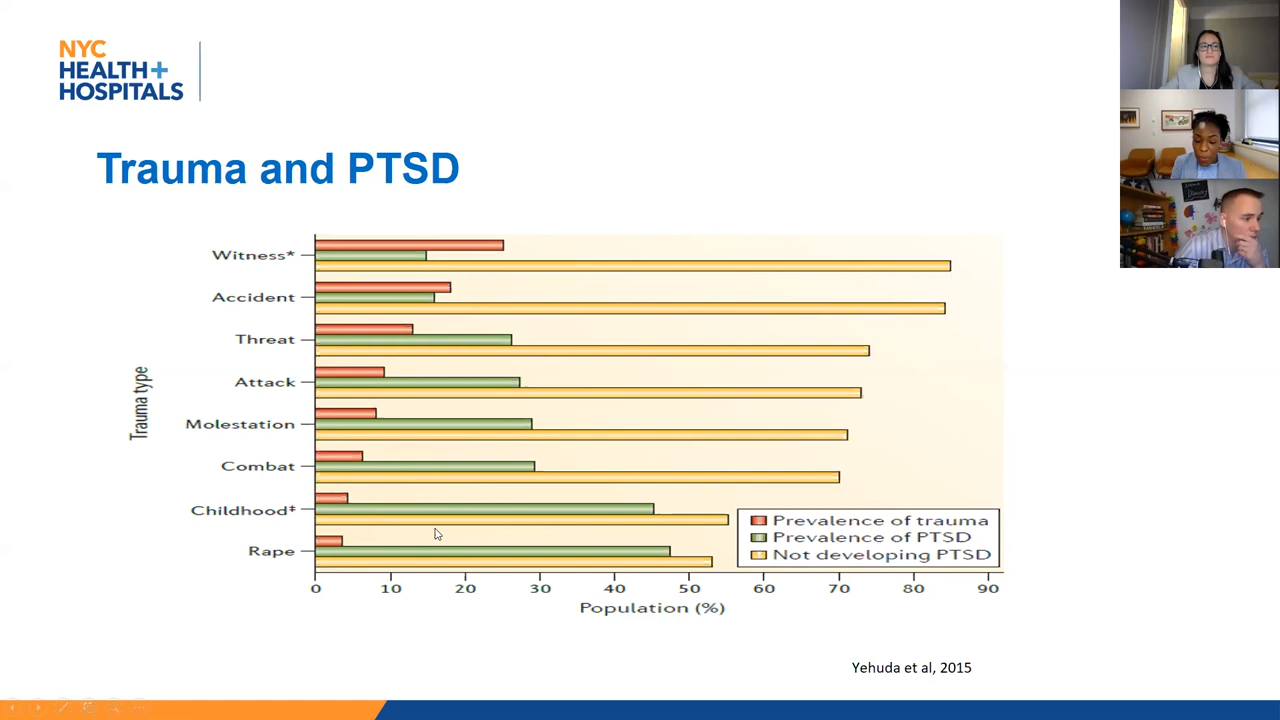 NYC
HEALTH+
HOSPITALS
Trauma and PTSD
Trauma type
Witness*
Accident
Threat
Attack
Molestation
Combat
Childhood‡
Rape
Prevalence of trauma
Prevalence of PTSD
Not developing PTSD
0 10 20 30 40 50 60 70 80 90
Population (%)
Yehuda et al, 2015